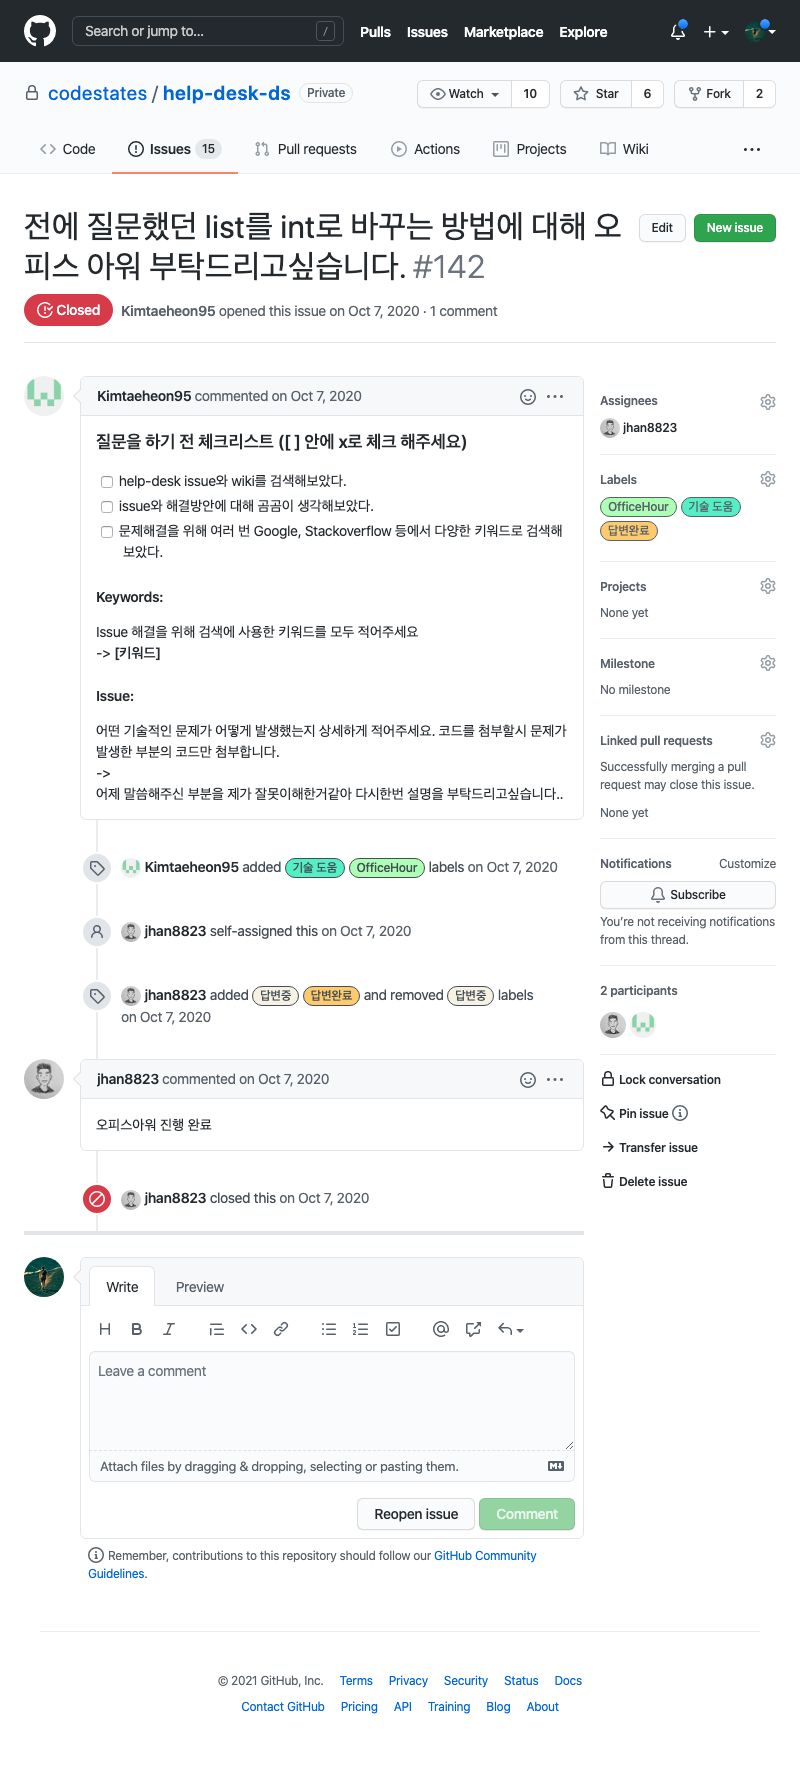 Search or jump to...
/
Pulls
Issues
Marketplace
Explore
codestates / help-desk-ds
Private
Watch
10
Star
6
Fork
2
Code
Issues 15
Pull requests
Actions
Projects
Wiki
전에 질문했던 list를 int로 바꾸는 방법에 대해 오
피스 아워 부탁드리고싶습니다. #142
Edit
New issue
Closed
Kimtaeheon95 opened this issue on Oct 7, 2020 · 1 comment
Kimtaeheon95 commented on Oct 7, 2020
질문을 하기 전 체크리스트 ([ ] 안에 x로 체크 해주세요)
help-desk issue와 wiki를 검색해보았다.
issue와 해결방안에 대해 곰곰이 생각해보았다.
문제해결을 위해 여러 번 Google, Stackoverflow 등에서 다양한 키워드로 검색해
보았다.
Keywords:
Issue 해결을 위해 검색에 사용한 키워드를 모두 적어주세요
-> [키워드]
Issue:
어떤 기술적인 문제가 어떻게 발생했는지 상세하게 적어주세요. 코드를 첨부할시 문제가
발생한 부분의 코드만 첨부합니다.
->
어제 말씀해주신 부분을 제가 잘못이해한거같아 다시한번 설명을 부탁드리고싶습니다..
Kimtaeheon95 added 기술 도움 OfficeHour labels on Oct 7, 2020
jhan8823 self-assigned this on Oct 7, 2020
jhan8823 added 답변중 답변완료 and removed 답변중 labels
on Oct 7, 2020
jhan8823 commented on Oct 7, 2020
오피스아워 진행 완료
jhan8823 closed this on Oct 7, 2020
Assignees
jhan8823
Labels
OfficeHour 기술 도움
답변완료
Projects
None yet
Milestone
No milestone
Linked pull requests
Successfully merging a pull
request may close this issue.
None yet
Notifications
Customize
Subscribe
You're not receiving notifications
from this thread.
2 participants
Lock conversation
Pin issue
Transfer issue
Delete issue
Write
Preview
Leave a comment
Attach files by dragging & dropping, selecting or pasting them.
Reopen issue
Comment
Remember, contributions to this repository should follow our GitHub Community
Guidelines.
© 2021 GitHub, Inc.
Terms
Privacy
Security
Status
Docs
Contact GitHub
Pricing
API
Training
Blog
About